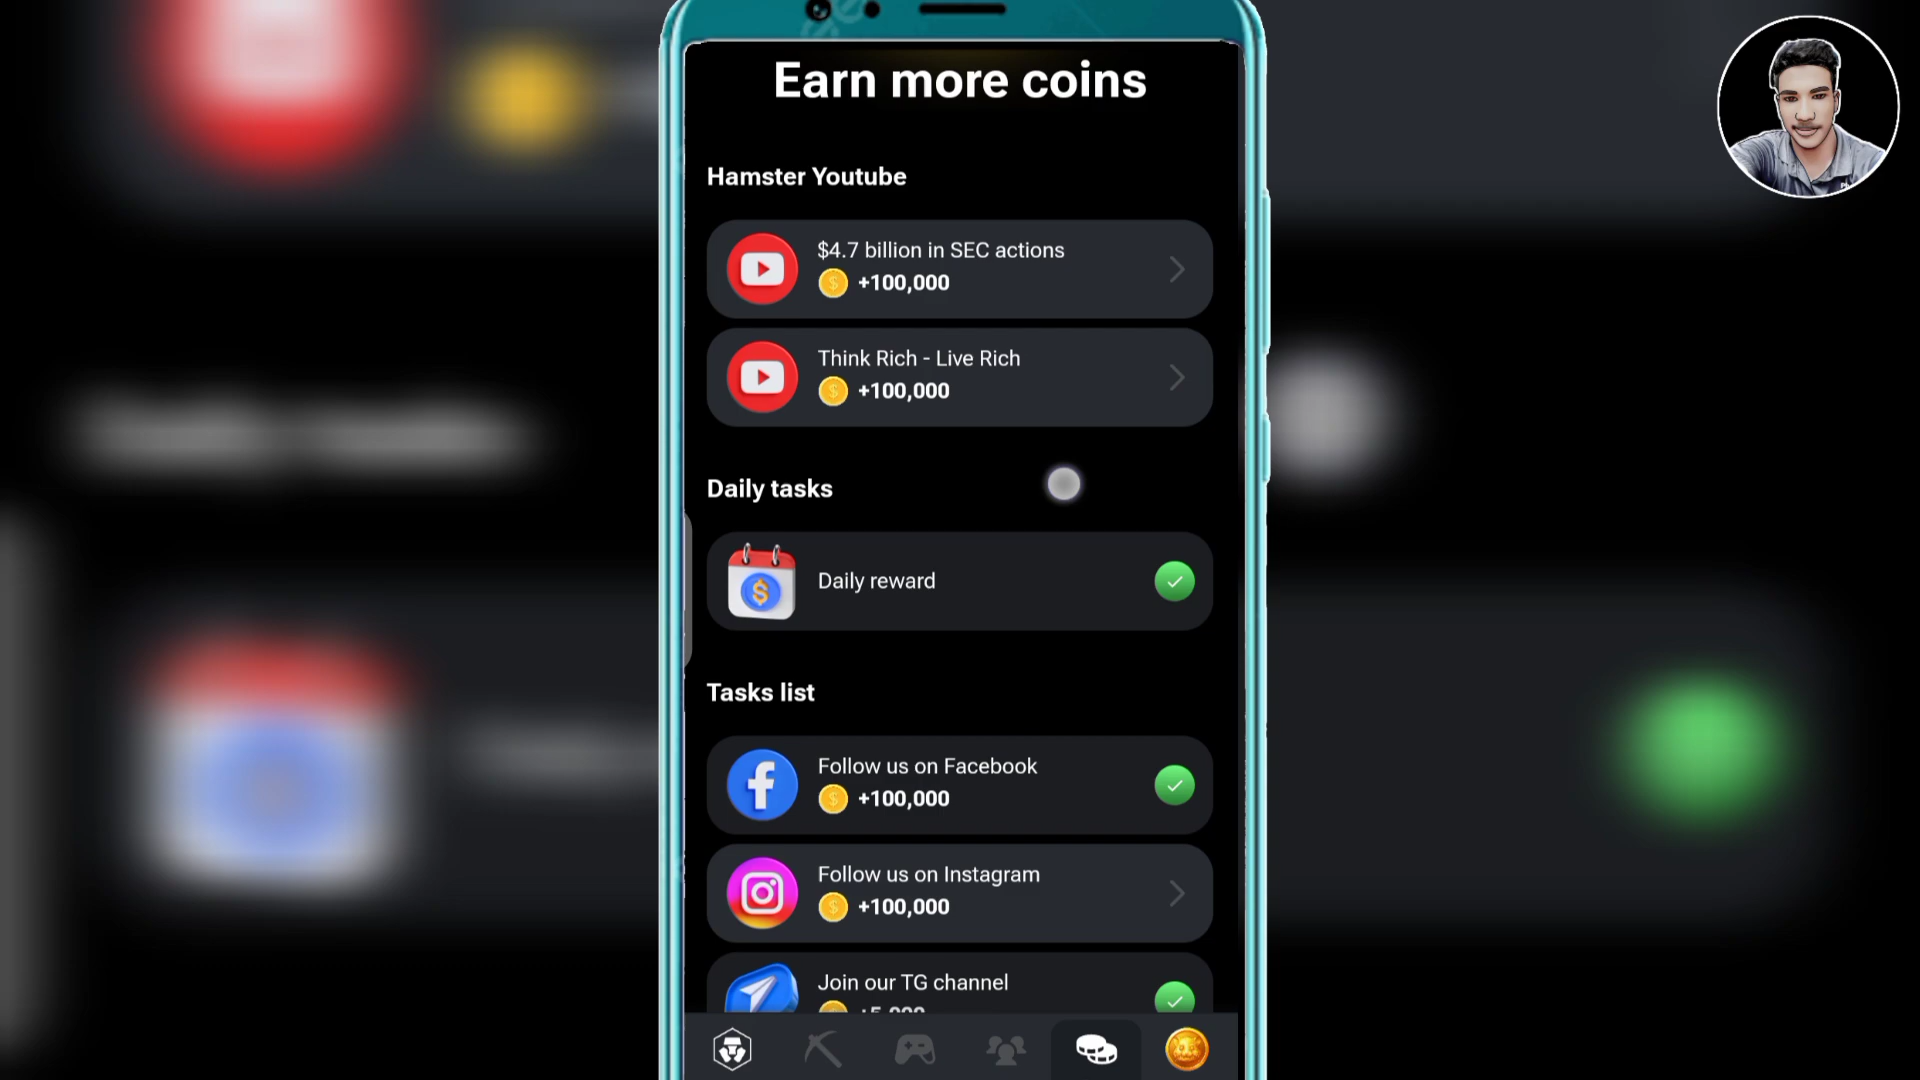 Earn more coins
Hamster Youtube
$4.7 billion in SEC actions
+100,000
Think Rich - Live Rich
+100,000
Daily tasks
Daily reward
Tasks list
Follow us on Facebook
+100,000
Follow us on Instagram
+100,000
Join our TG channel
+5,000